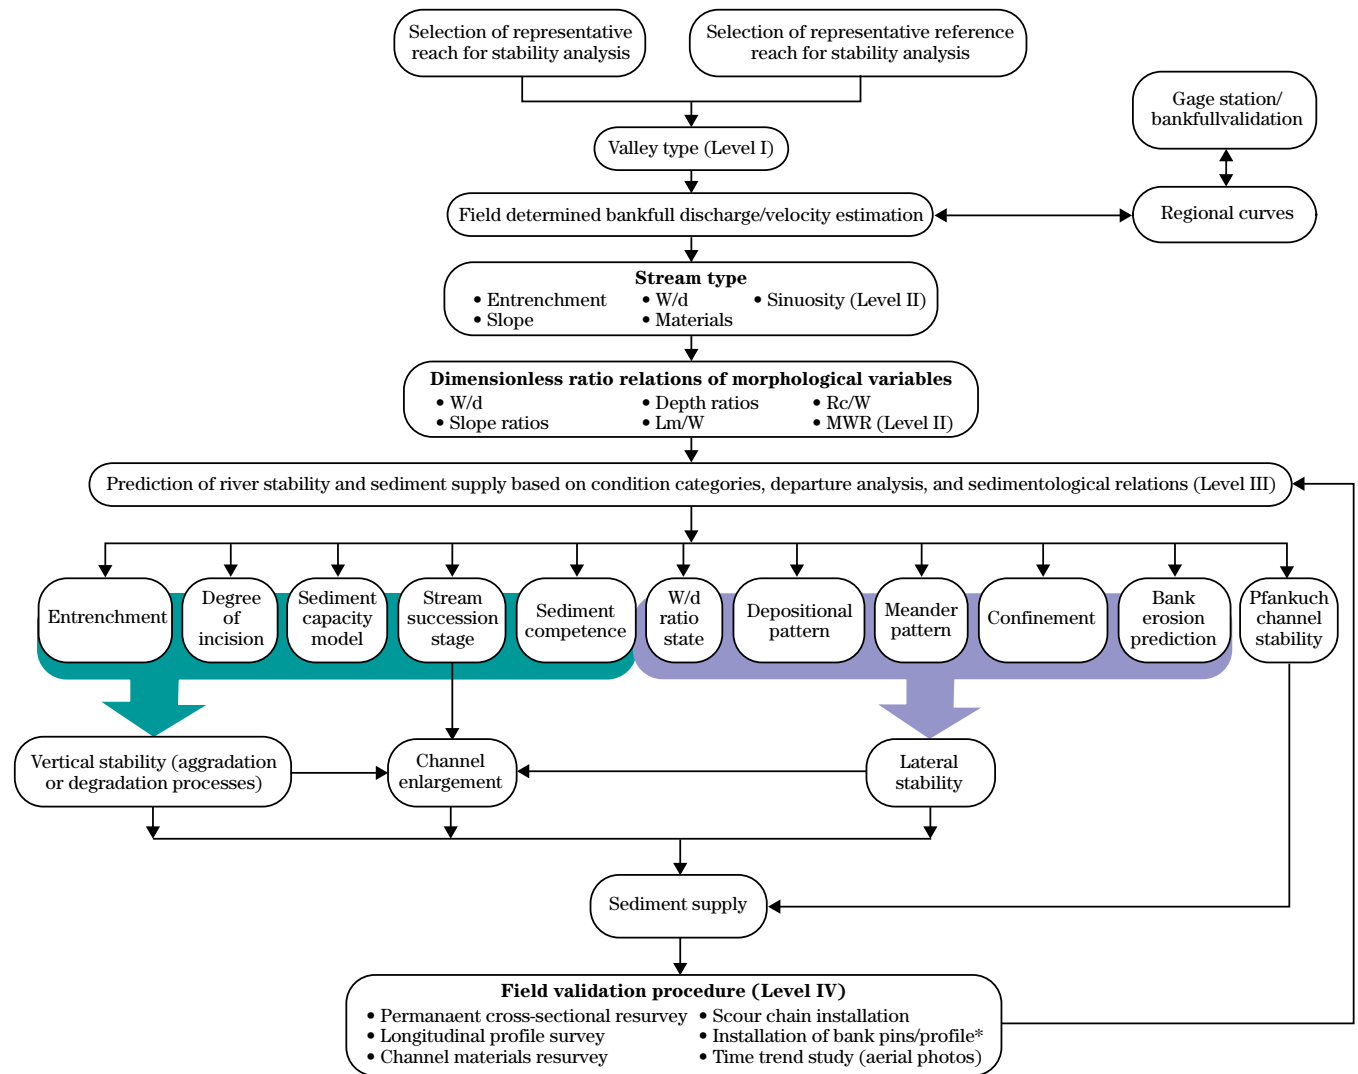 Selection of representative
reach for stability analysis
Selection of representative reference
reach for stability analysis
Gage station/
bankfullvalidation
Valley type (Level I)
Field determined bankfull discharge/velocity estimation
Regional curves
Stream type
• Entrenchment
• W/d
• Sinuosity (Level II)
• Slope
• Materials
Dimensionless ratio relations of morphological variables
• W/d
• Depth ratios
• Rc/W
• Slope ratios
• Lm/W
• MWR (Level II)
Prediction of river stability and sediment supply based on condition categories, departure analysis, and sedimentological relations (Level III)
Entrenchment
Degree
of
incision
Sediment
capacity
model
Stream
succession
stage
Sediment
competence
W/d
ratio
state
Depositional
pattern
Meander
pattern
Confinement
Bank
erosion
prediction
Pfankuch
channel
stability
Vertical stability (aggradation
or degradation processes)
Channel
enlargement
Lateral
stability
Sediment supply
Field validation procedure (Level IV)
• Permanaent cross-sectional resurvey
• Scour chain installation
• Longitudinal profile survey
• Installation of bank pins/profile*
• Channel materials resurvey
• Time trend study (aerial photos)